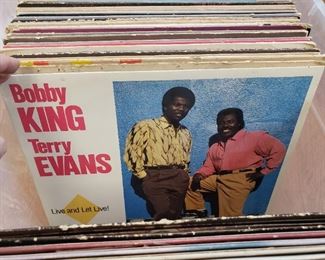 Bobby
KING
Terry
EVANS
Live and Let Live!